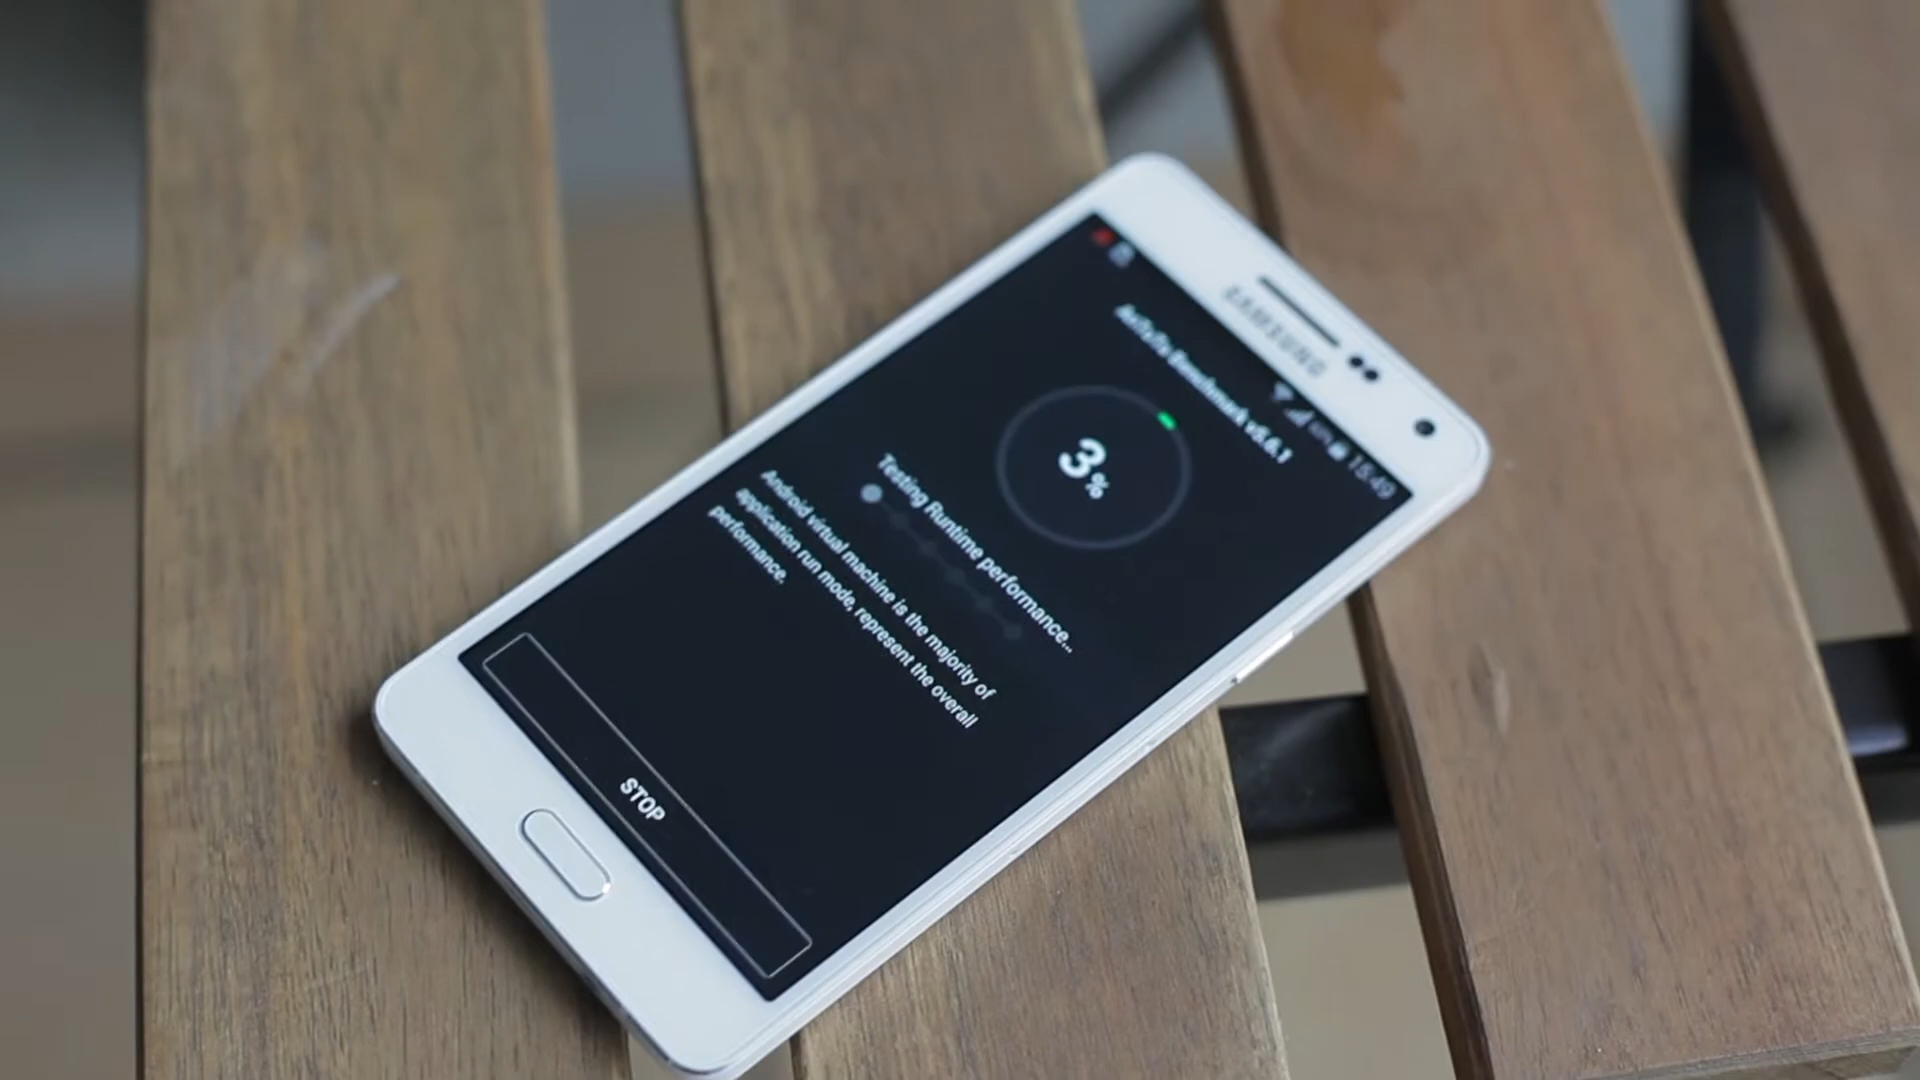 SAMSUNG
15:49
AnTuTu Benchmark v5.6.1
3%
Testing Runtime performance...
Android virtual machine is the majority of
application run mode, represent the overall
performance.
STOP